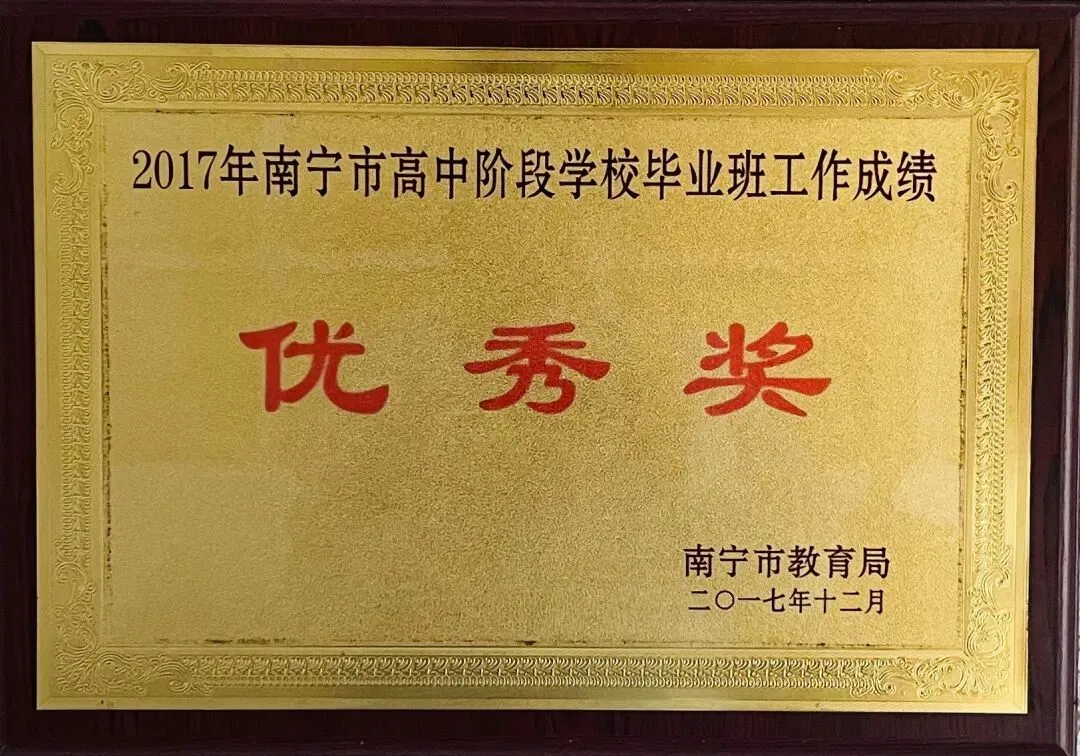 2017年南宁市高中阶段学校毕业班工作成绩
优秀奖
南宁市教育局
二〇一七年十二月